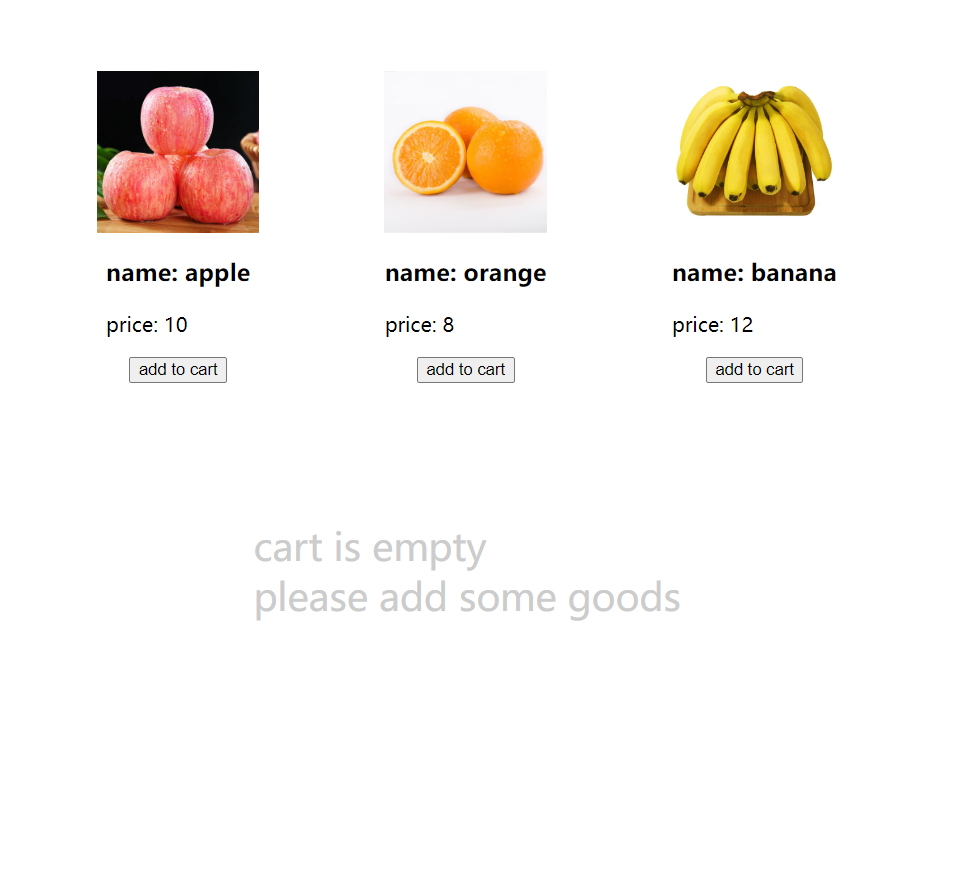 name: apple
name: orange
name: banana
price: 10
price: 8
price: 12
add to cart
add to cart
add to cart
cart is empty
please add some goods